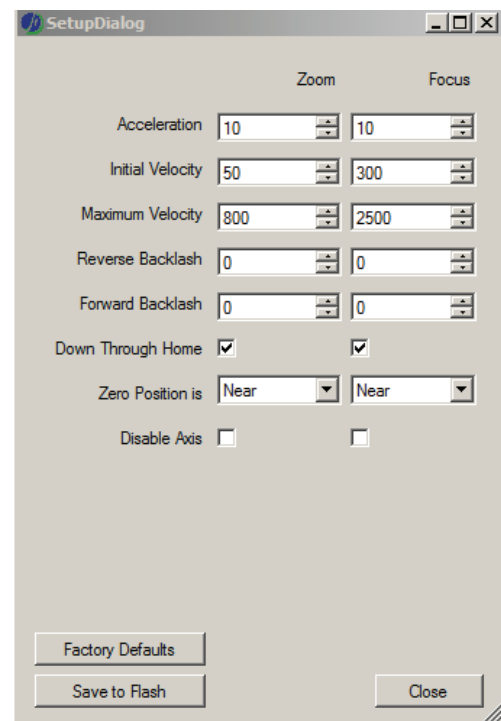 SetupDialog
Zoom Focus
Acceleration 10 10
Initial Velocity 50 300
Maximum Velocity 800 2500
Reverse Backlash 0 0
Forward Backlash 0 0
Down Through Home
Zero Position is Near Near
Disable Axis
Factory Defaults
Save to Flash Close